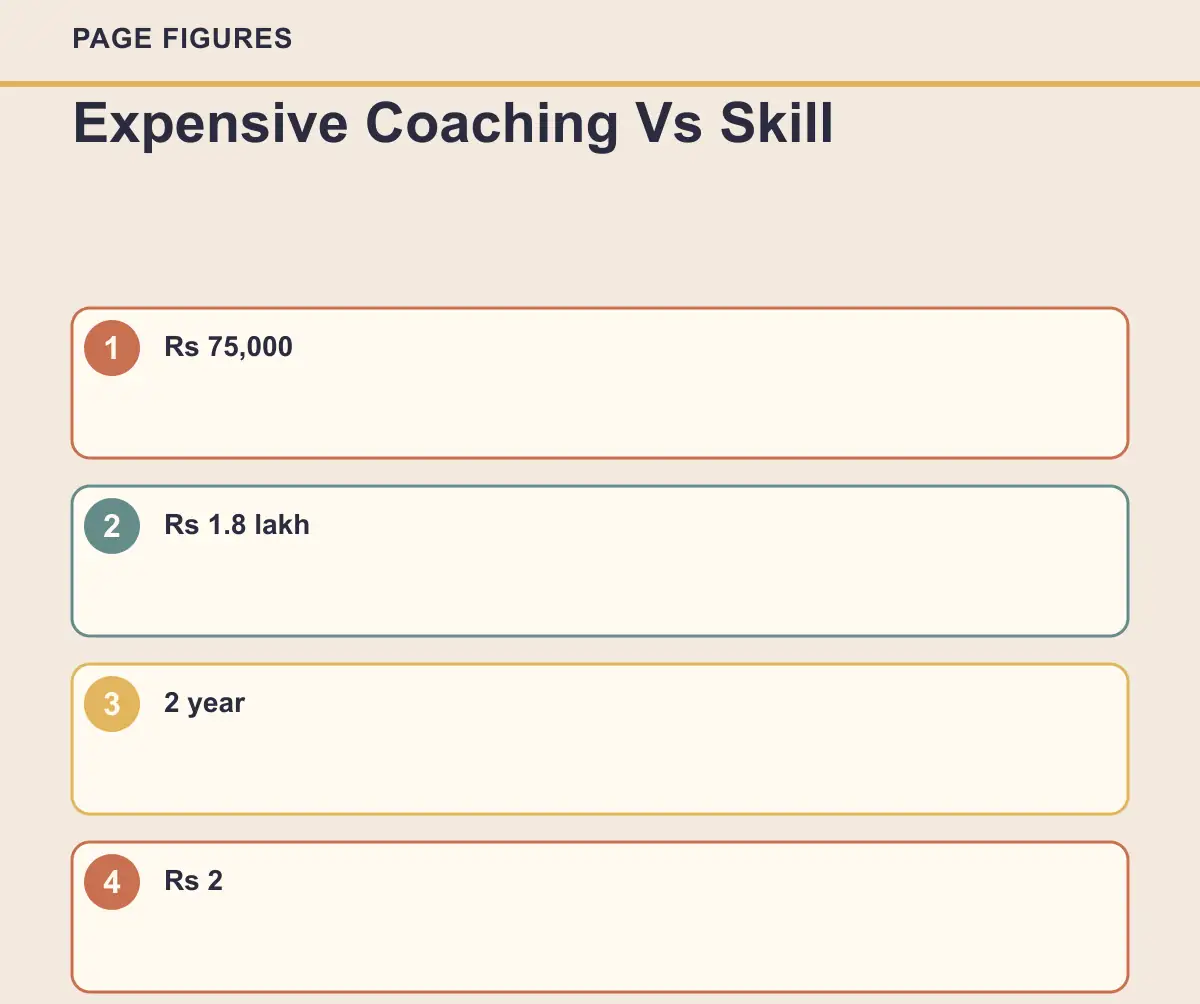 PAGE FIGURES
Expensive Coaching Vs Skill
1 Rs 75,000
2 Rs 1.8 lakh
3 2 year
4 Rs 2